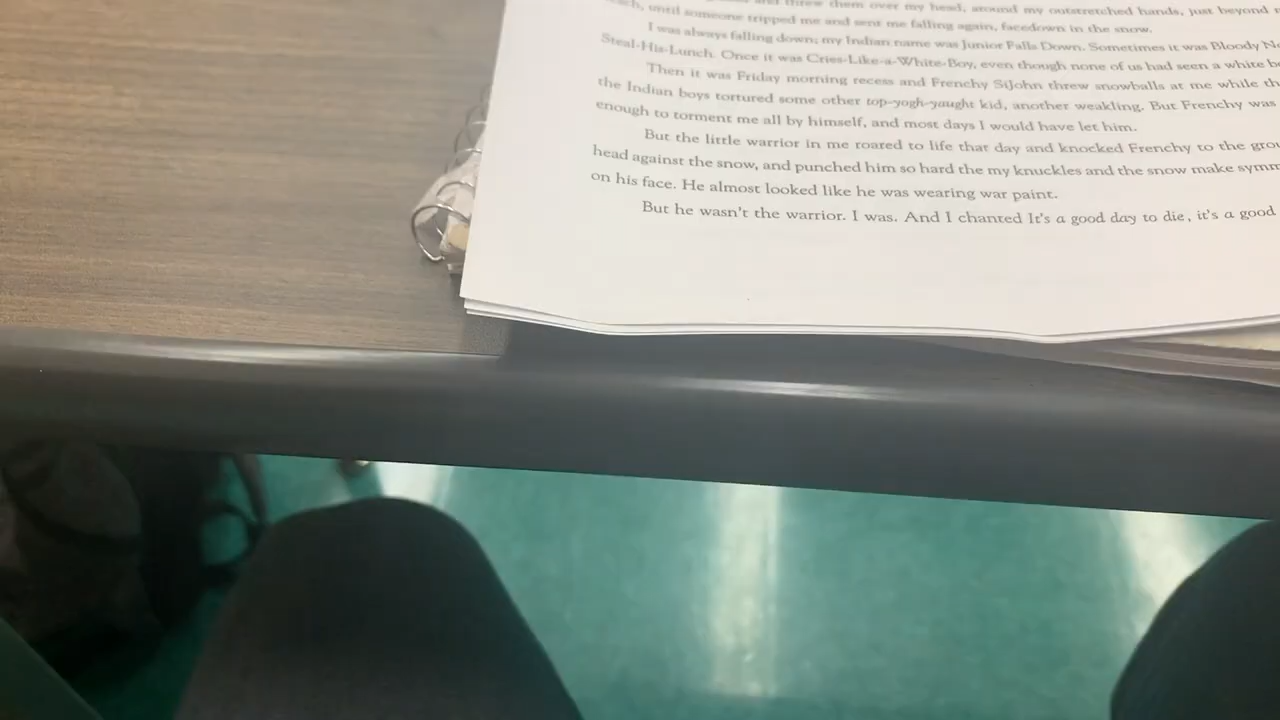 and threw them over my head, around my outstretched hands, just beyond
until someone tripped me and sent me falling again, facedown in the snow.
I was always falling down; my Indian name was Junior Falls Down. Sometimes it was Bloody
Steal-His-Lunch. Once it was Cries-Like-a-White-Boy, even though none of us had seen a white
Then it was Friday morning recess and Frenchy SiJohn threw snowballs at me while
the Indian boys tortured some other top-yogh-yaught kid, another weakling. But Frenchy was
enough to torment me all by himself, and most days I would have let him.
But the little warrior in me roared to life that day and knocked Frenchy to the
head against the snow, and punched him so hard the my knuckles and the snow make
on his face. He almost looked like he was wearing war paint.
But he wasn't the warrior. I was. And I chanted It's a good day to die, it's a good